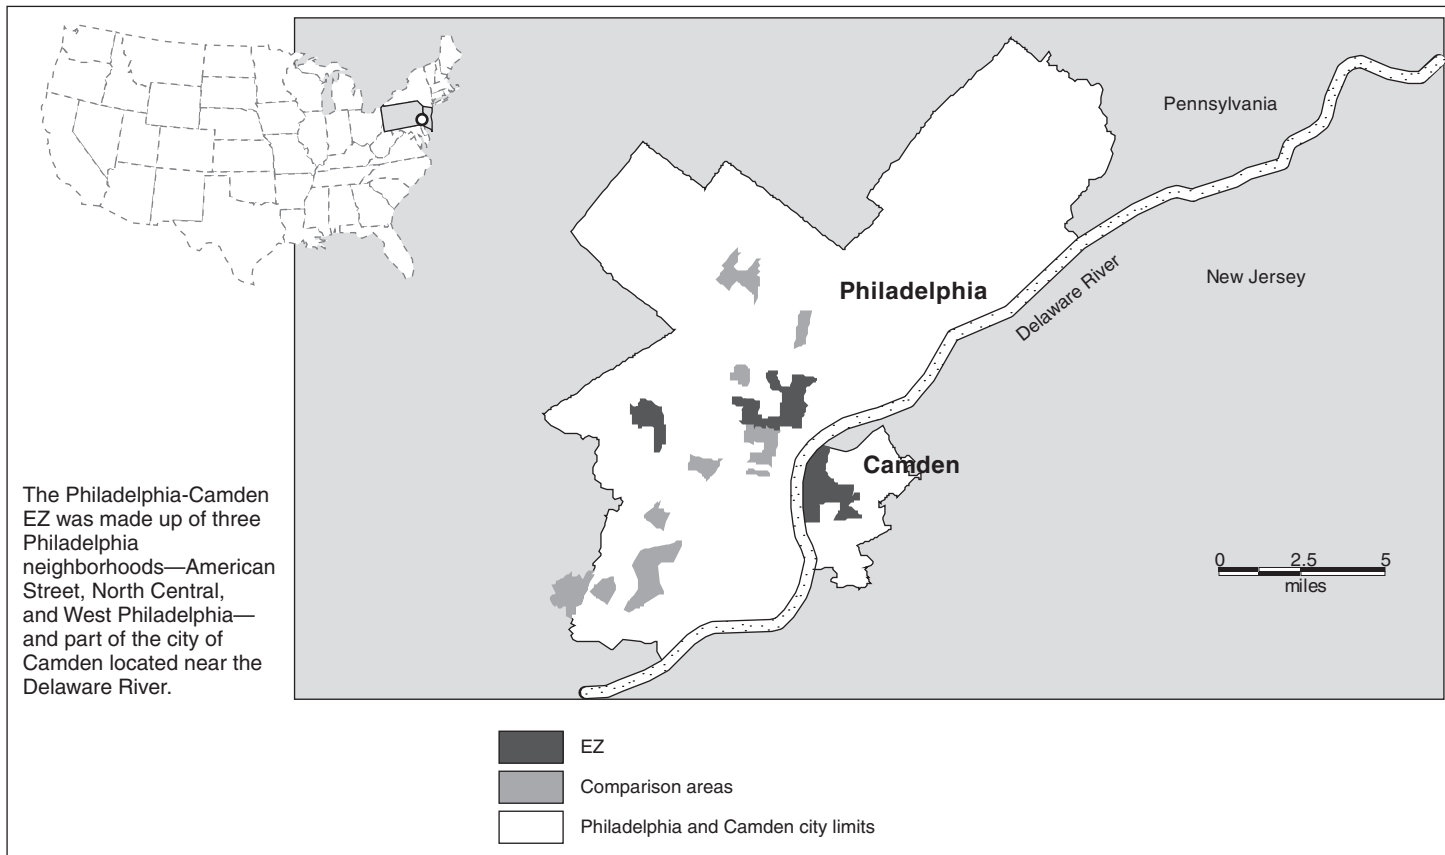 Pennsylvania
Philadelphia
Delaware River
New Jersey
Camden
The Philadelphia-Camden
EZ was made up of three
Philadelphia
neighborhoods—American
Street, North Central,
and West Philadelphia—
and part of the city of
Camden located near the
Delaware River.
0 2.5 5
miles
EZ
Comparison areas
Philadelphia and Camden city limits